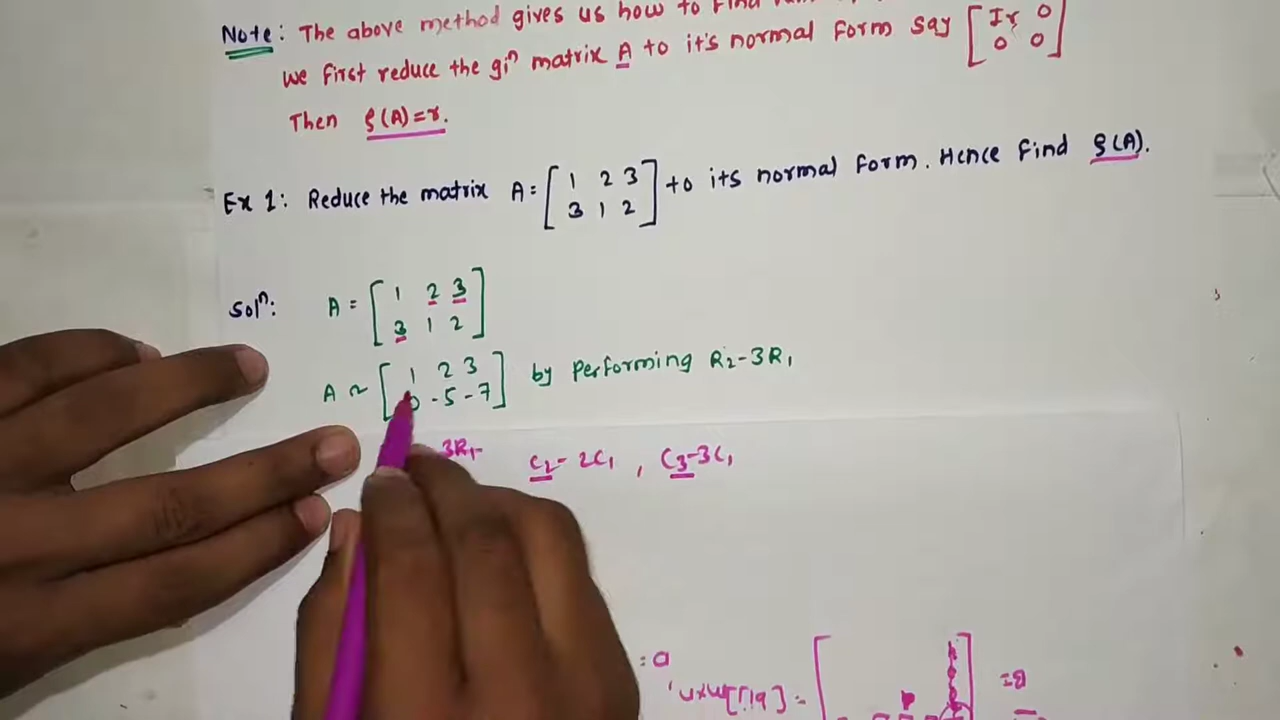 Note: The above method gives us how to find
we first reduce the giⁿ matrix A to it's normal form say [Ir 0
0 0]
Then ρ(A)=r.
Ex 1: Reduce the matrix A = [1 2 3
3 1 2] to its normal form. Hence find ρ(A).
Solⁿ: A = [1 2 3
3 1 2]
A ~ [1 2 3
0 -5 -7] by performing R₂-3R₁
3R₁- C₂-2C₁ , C₃-3C₁